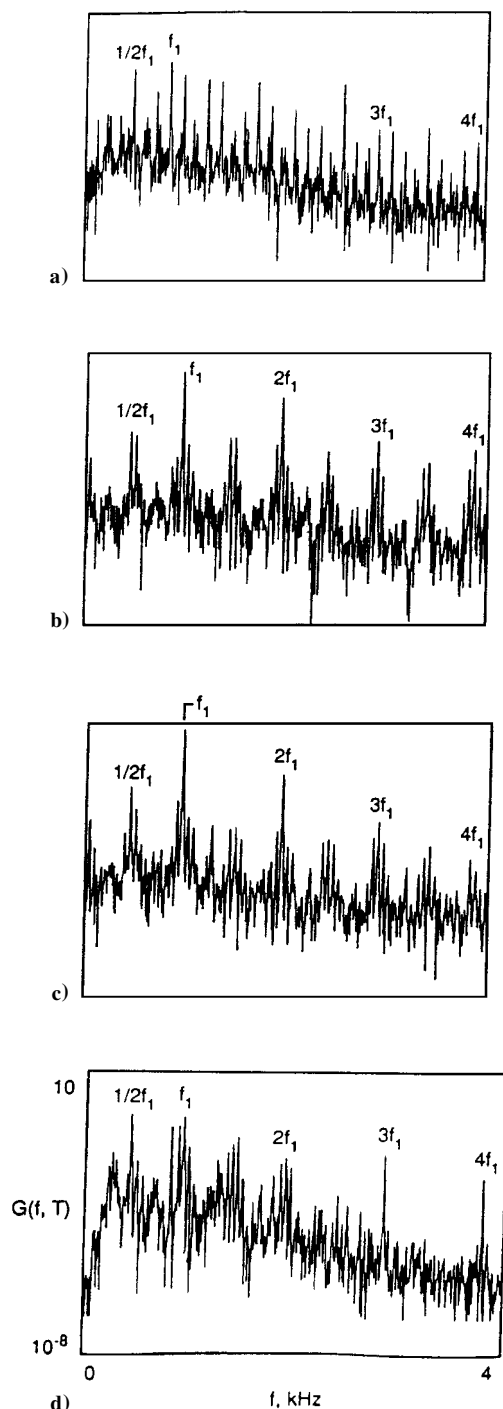 1/2f₁ f₁ 3f₁ 4f₁
a)
1/2f₁ f₁ 2f₁ 3f₁ 4f₁
b)
f₁
1/2f₁ 2f₁ 3f₁ 4f₁
c)
10
1/2f₁ f₁ 2f₁ 3f₁ 4f₁
G(f, T)
10⁻⁸
0 4
d) f, kHz